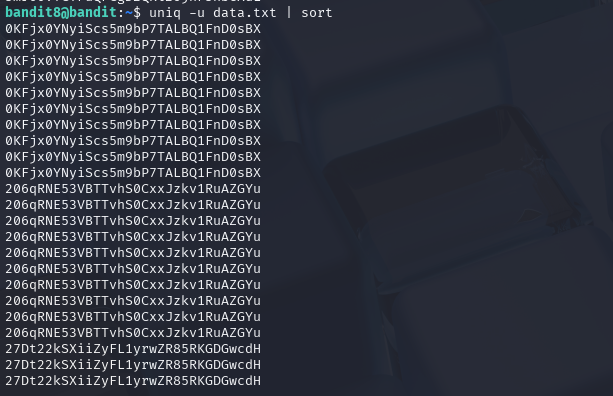 bandit8@bandit:~$ uniq -u data.txt | sort
0KFjx0YNyiScs5m9bP7TALBQ1FnD0sBX
0KFjx0YNyiScs5m9bP7TALBQ1FnD0sBX
0KFjx0YNyiScs5m9bP7TALBQ1FnD0sBX
0KFjx0YNyiScs5m9bP7TALBQ1FnD0sBX
0KFjx0YNyiScs5m9bP7TALBQ1FnD0sBX
0KFjx0YNyiScs5m9bP7TALBQ1FnD0sBX
0KFjx0YNyiScs5m9bP7TALBQ1FnD0sBX
0KFjx0YNyiScs5m9bP7TALBQ1FnD0sBX
0KFjx0YNyiScs5m9bP7TALBQ1FnD0sBX
0KFjx0YNyiScs5m9bP7TALBQ1FnD0sBX
206qRNE53VBTTvhS0CxxJzkv1RuAZGYu
206qRNE53VBTTvhS0CxxJzkv1RuAZGYu
206qRNE53VBTTvhS0CxxJzkv1RuAZGYu
206qRNE53VBTTvhS0CxxJzkv1RuAZGYu
206qRNE53VBTTvhS0CxxJzkv1RuAZGYu
206qRNE53VBTTvhS0CxxJzkv1RuAZGYu
206qRNE53VBTTvhS0CxxJzkv1RuAZGYu
206qRNE53VBTTvhS0CxxJzkv1RuAZGYu
206qRNE53VBTTvhS0CxxJzkv1RuAZGYu
206qRNE53VBTTvhS0CxxJzkv1RuAZGYu
27Dt22kSXiiZyFL1yrwZR85RKGDGwcdH
27Dt22kSXiiZyFL1yrwZR85RKGDGwcdH
27Dt22kSXiiZyFL1yrwZR85RKGDGwcdH